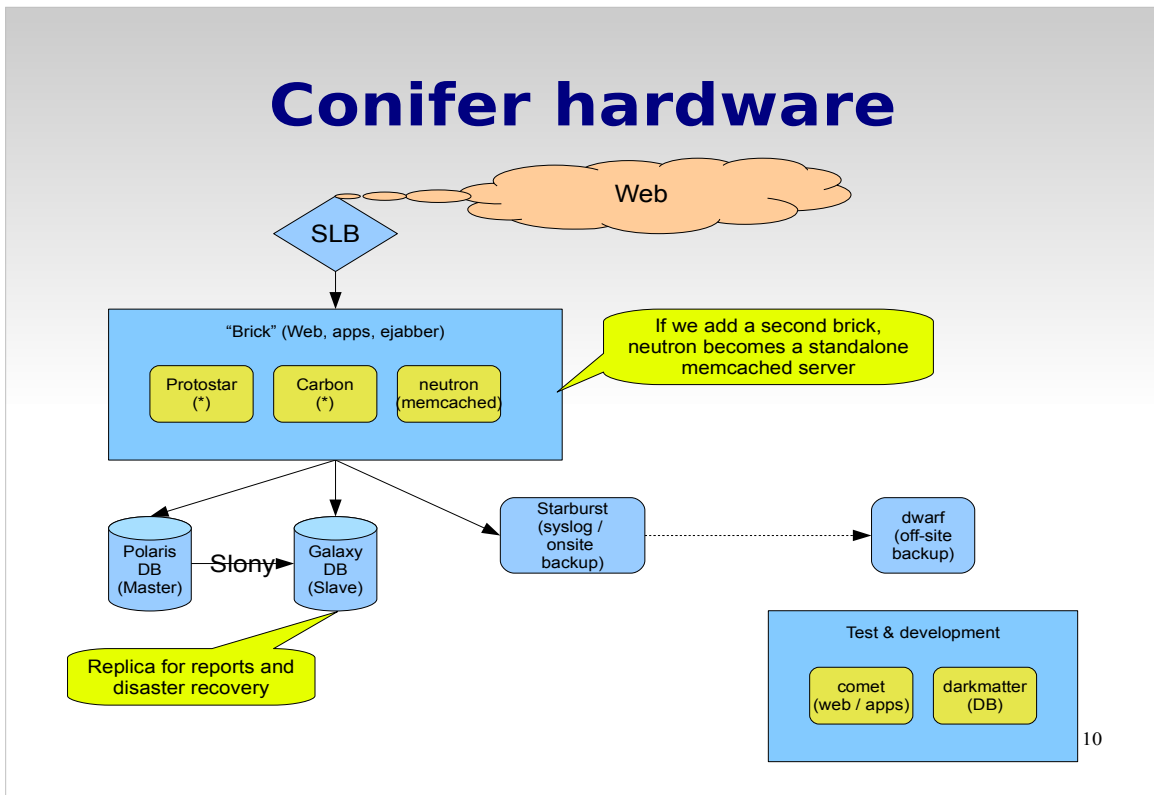 Conifer hardware
Web
SLB
“Brick” (Web, apps, ejabber)
If we add a second brick,
neutron becomes a standalone
memcached server
Protostar
(*)
Carbon
(*)
neutron
(memcached)
Polaris
DB
(Master)
Slony
Galaxy
DB
(Slave)
Starburst
(syslog /
onsite
backup)
dwarf
(off-site
backup)
Replica for reports and
disaster recovery
Test & development
comet
(web / apps)
darkmatter
(DB)
10